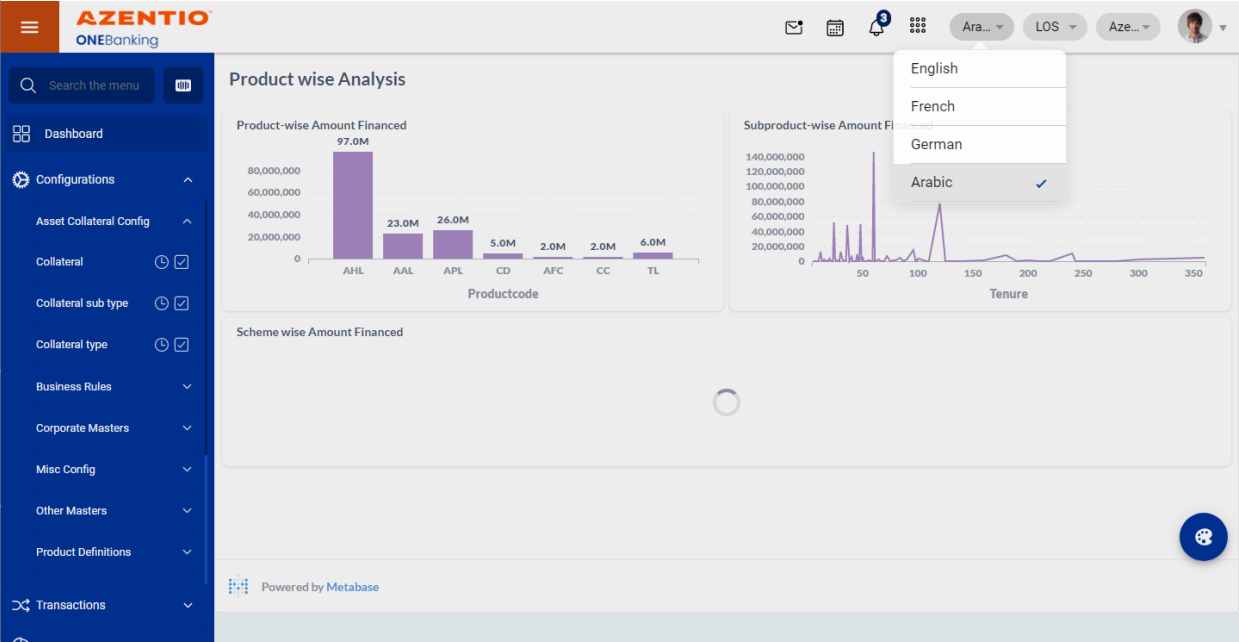 AZENTIO
ONEBanking
3
Ara...
LOS
Aze...
English
French
German
Arabic
Search the menu
Dashboard
Configurations
Asset Collateral Config
Collateral
Collateral sub type
Collateral type
Business Rules
Corporate Masters
Misc Config
Other Masters
Product Definitions
Transactions
Product wise Analysis
Product-wise Amount Financed
97.0M
80,000,000
60,000,000
40,000,000
20,000,000
0
23.0M
26.0M
5.0M
2.0M
2.0M
6.0M
AHL
AAL
APL
CD
AFC
CC
TL
Productcode
Subproduct-wise Amount Financed
140,000,000
120,000,000
100,000,000
80,000,000
60,000,000
40,000,000
20,000,000
0
50
100
150
200
250
300
350
Tenure
Scheme wise Amount Financed
Powered by Metabase